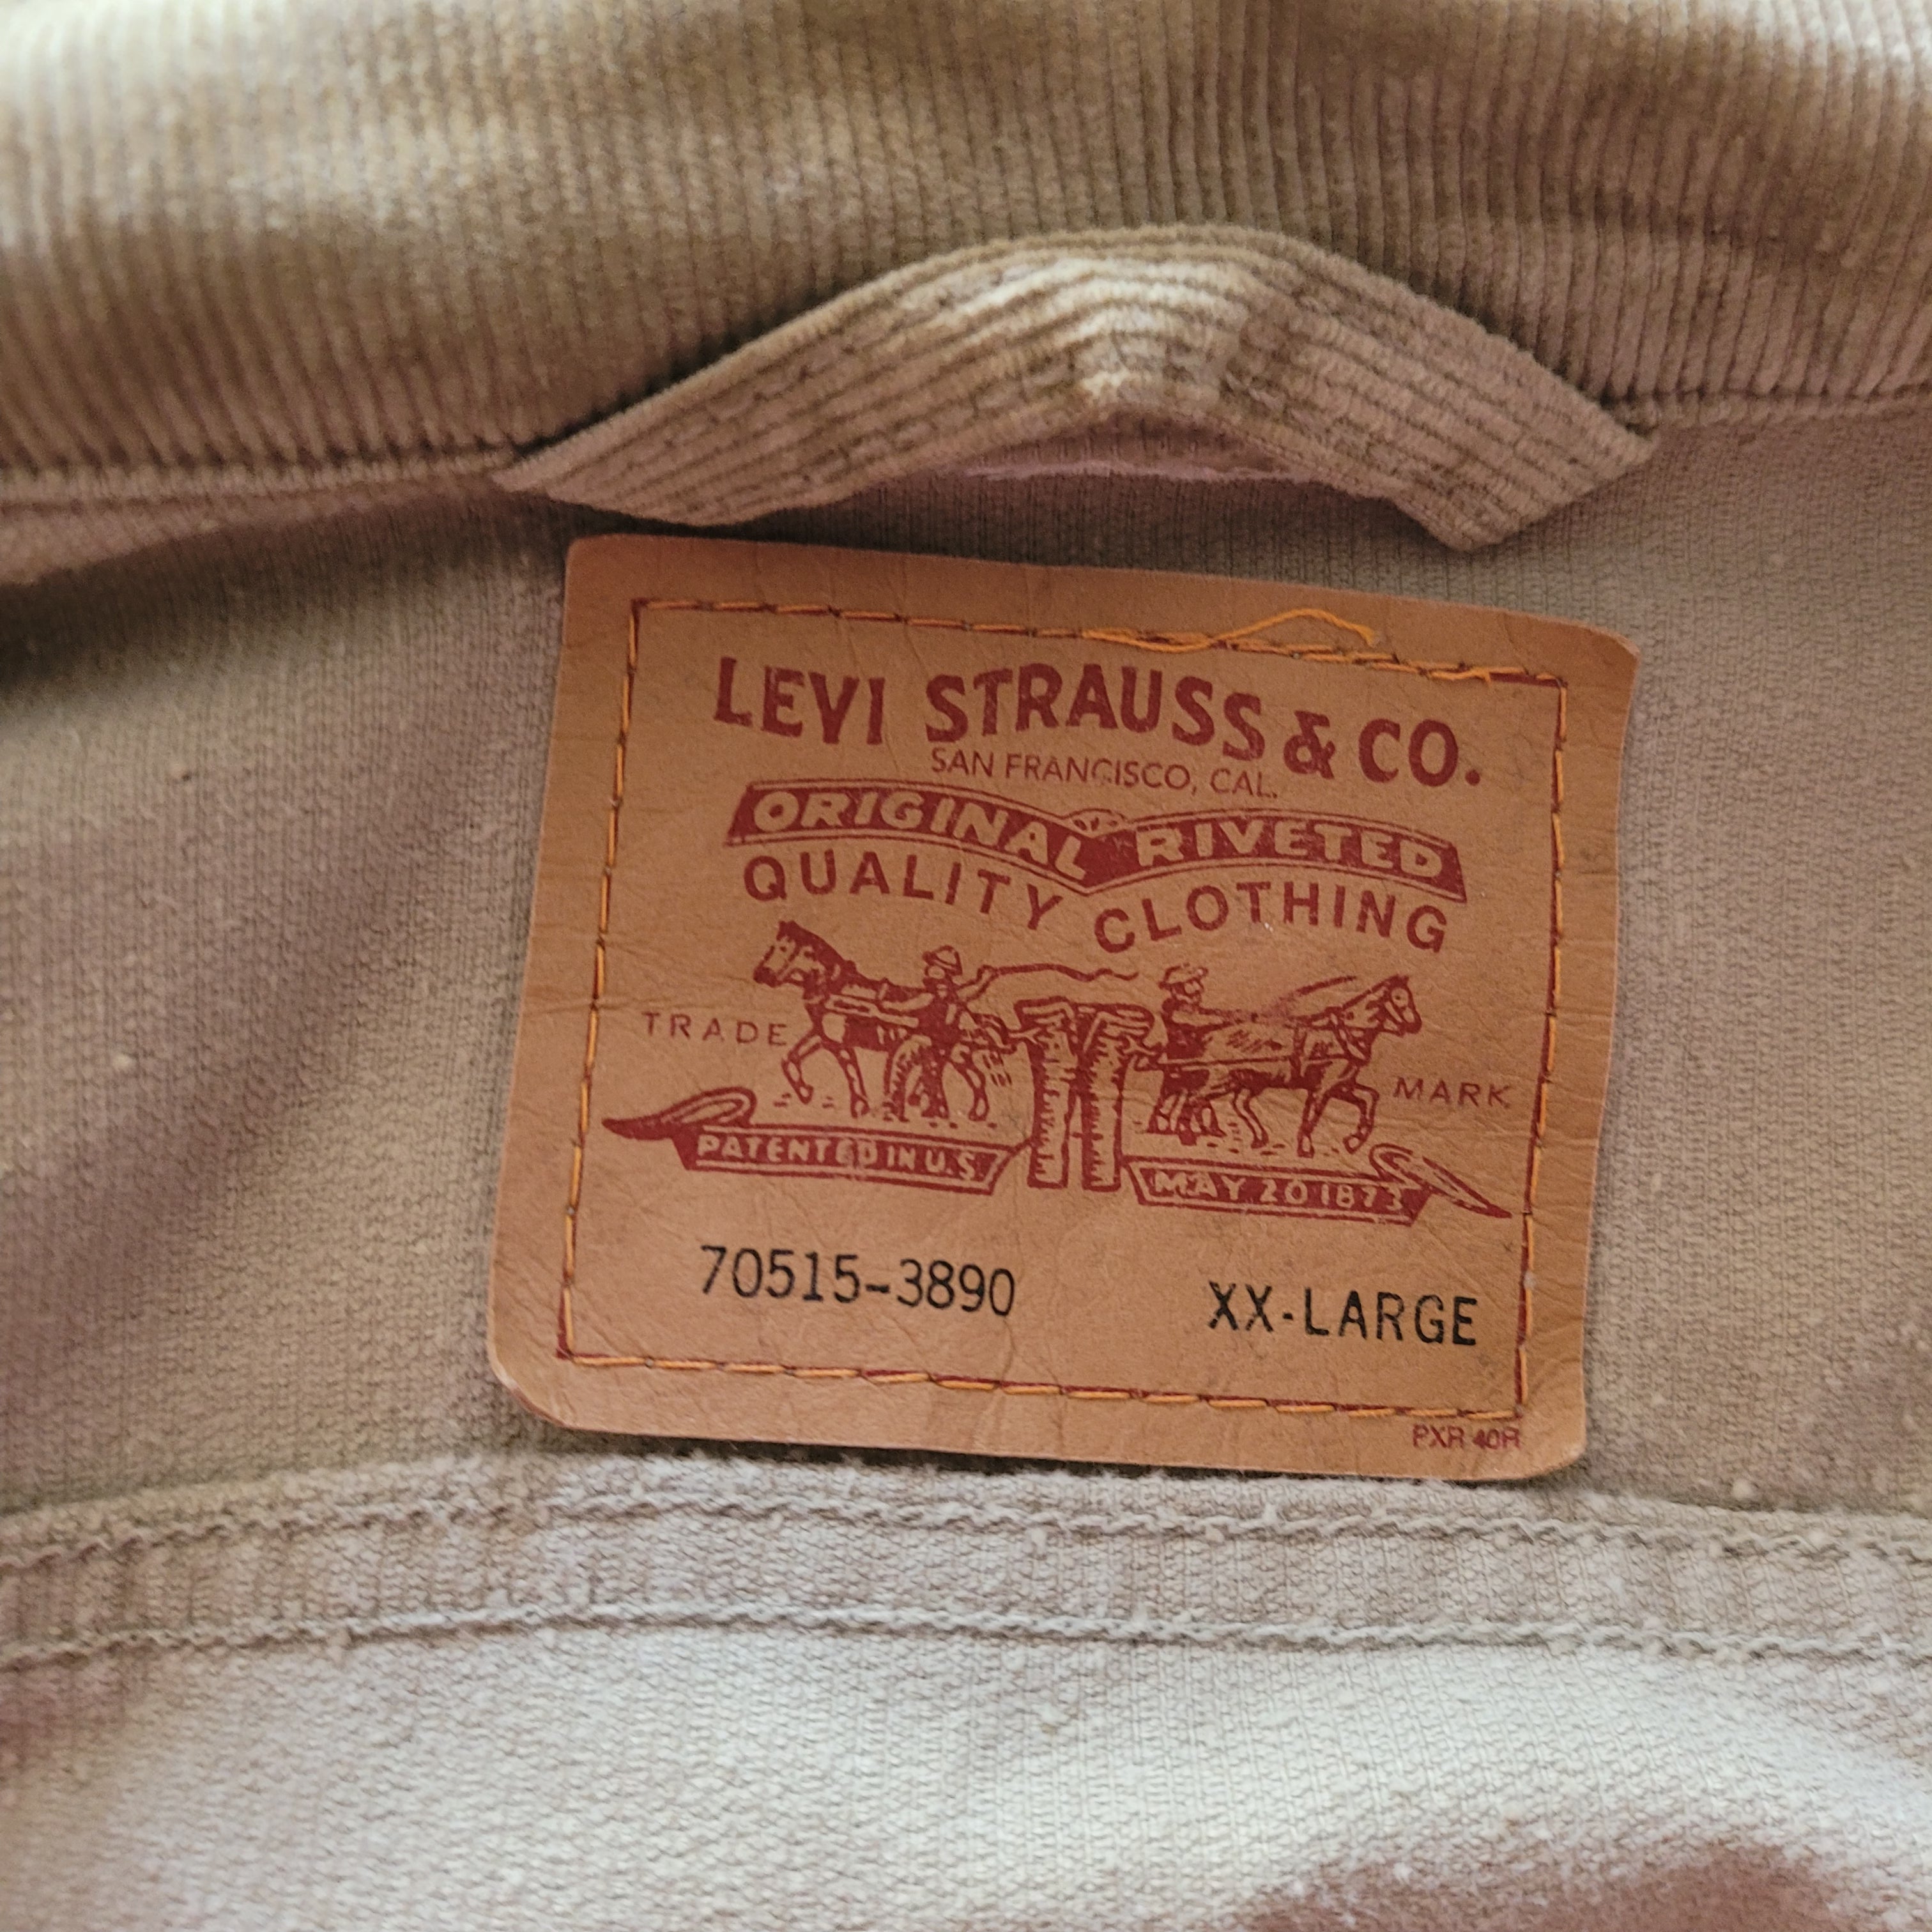 LEVI STRAUSS & CO.
SAN FRANCISCO, CAL.
ORIGINAL RIVETED
QUALITY CLOTHING
TRADE MARK
PATENTED IN U.S. MAY 20 1873
70515-3890 XX-LARGE
PXR 40R